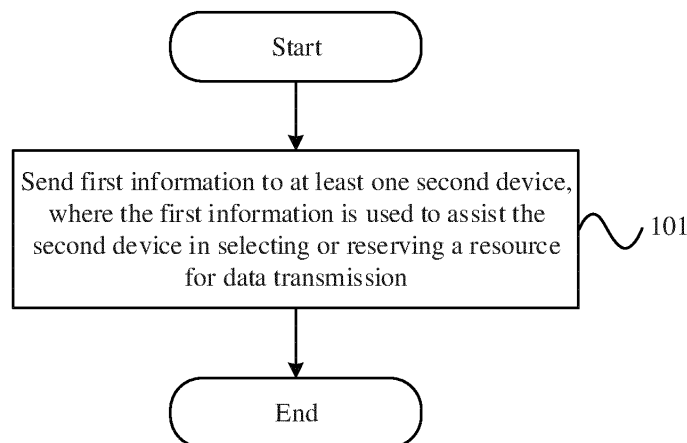 Start
Send first information to at least one second device,
where the first information is used to assist the
second device in selecting or reserving a resource
for data transmission
101
End